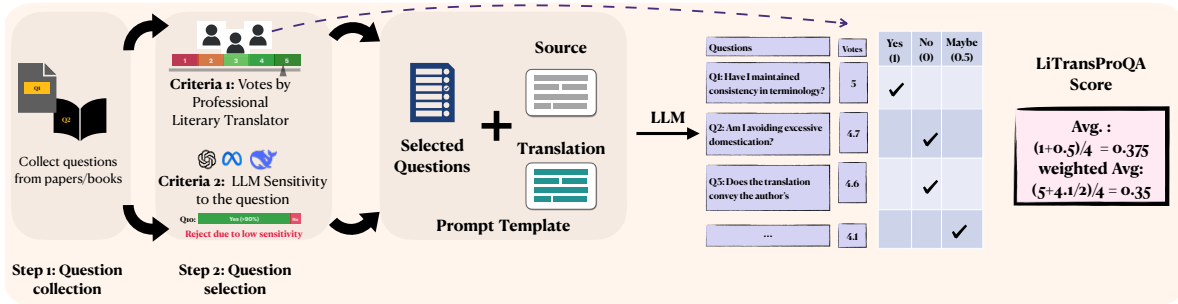 Q1
Q2
Collect questions
from papers/books
Step 1: Question
collection
1 2 3 4 5
Criteria 1: Votes by
Professional
Literary Translator
Criteria 2: LLM Sensitivity
to the question
Q10: Yes (>90%) No
Reject due to low sensitivity
Step 2: Question
selection
Selected
Questions
+
Source
Translation
Prompt Template
LLM
Questions Votes Yes No Maybe
(1) (0) (0.5)
Q1: Have I maintained
consistency in terminology?
5
Q2: Am I avoiding excessive
domestication?
4.7
Q3: Does the translation
convey the author's
4.6
...
4.1
LiTransProQA
Score
Avg. :
(1+0.5)/4 = 0.375
weighted Avg:
(5+4.1/2)/4 = 0.35